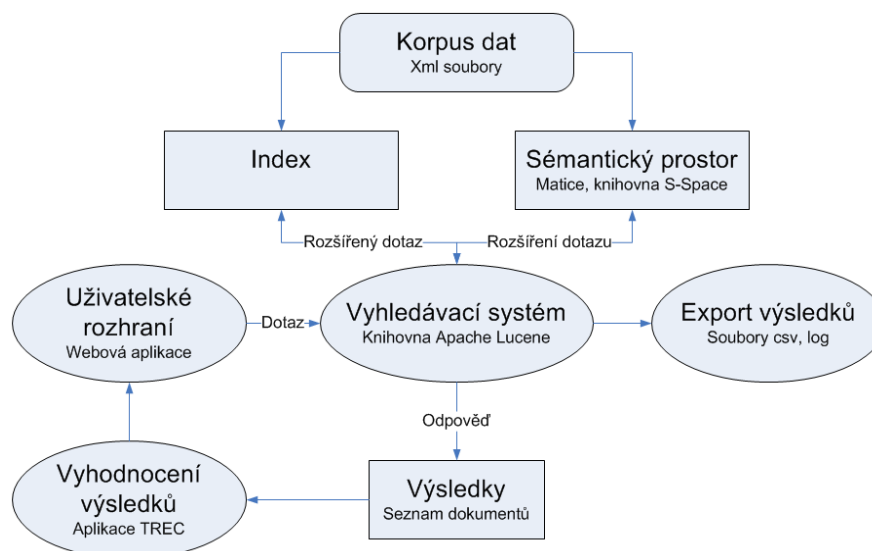 Korpus dat
Xml soubory
Index
Sémantický prostor
Matice, knihovna S-Space
Rozšířený dotaz
Rozšíření dotazu
Uživatelské
rozhraní
Webová aplikace
Dotaz
Vyhledávací systém
Knihovna Apache Lucene
Export výsledků
Soubory csv, log
Odpověď
Vyhodnocení
výsledků
Aplikace TREC
Výsledky
Seznam dokumentů